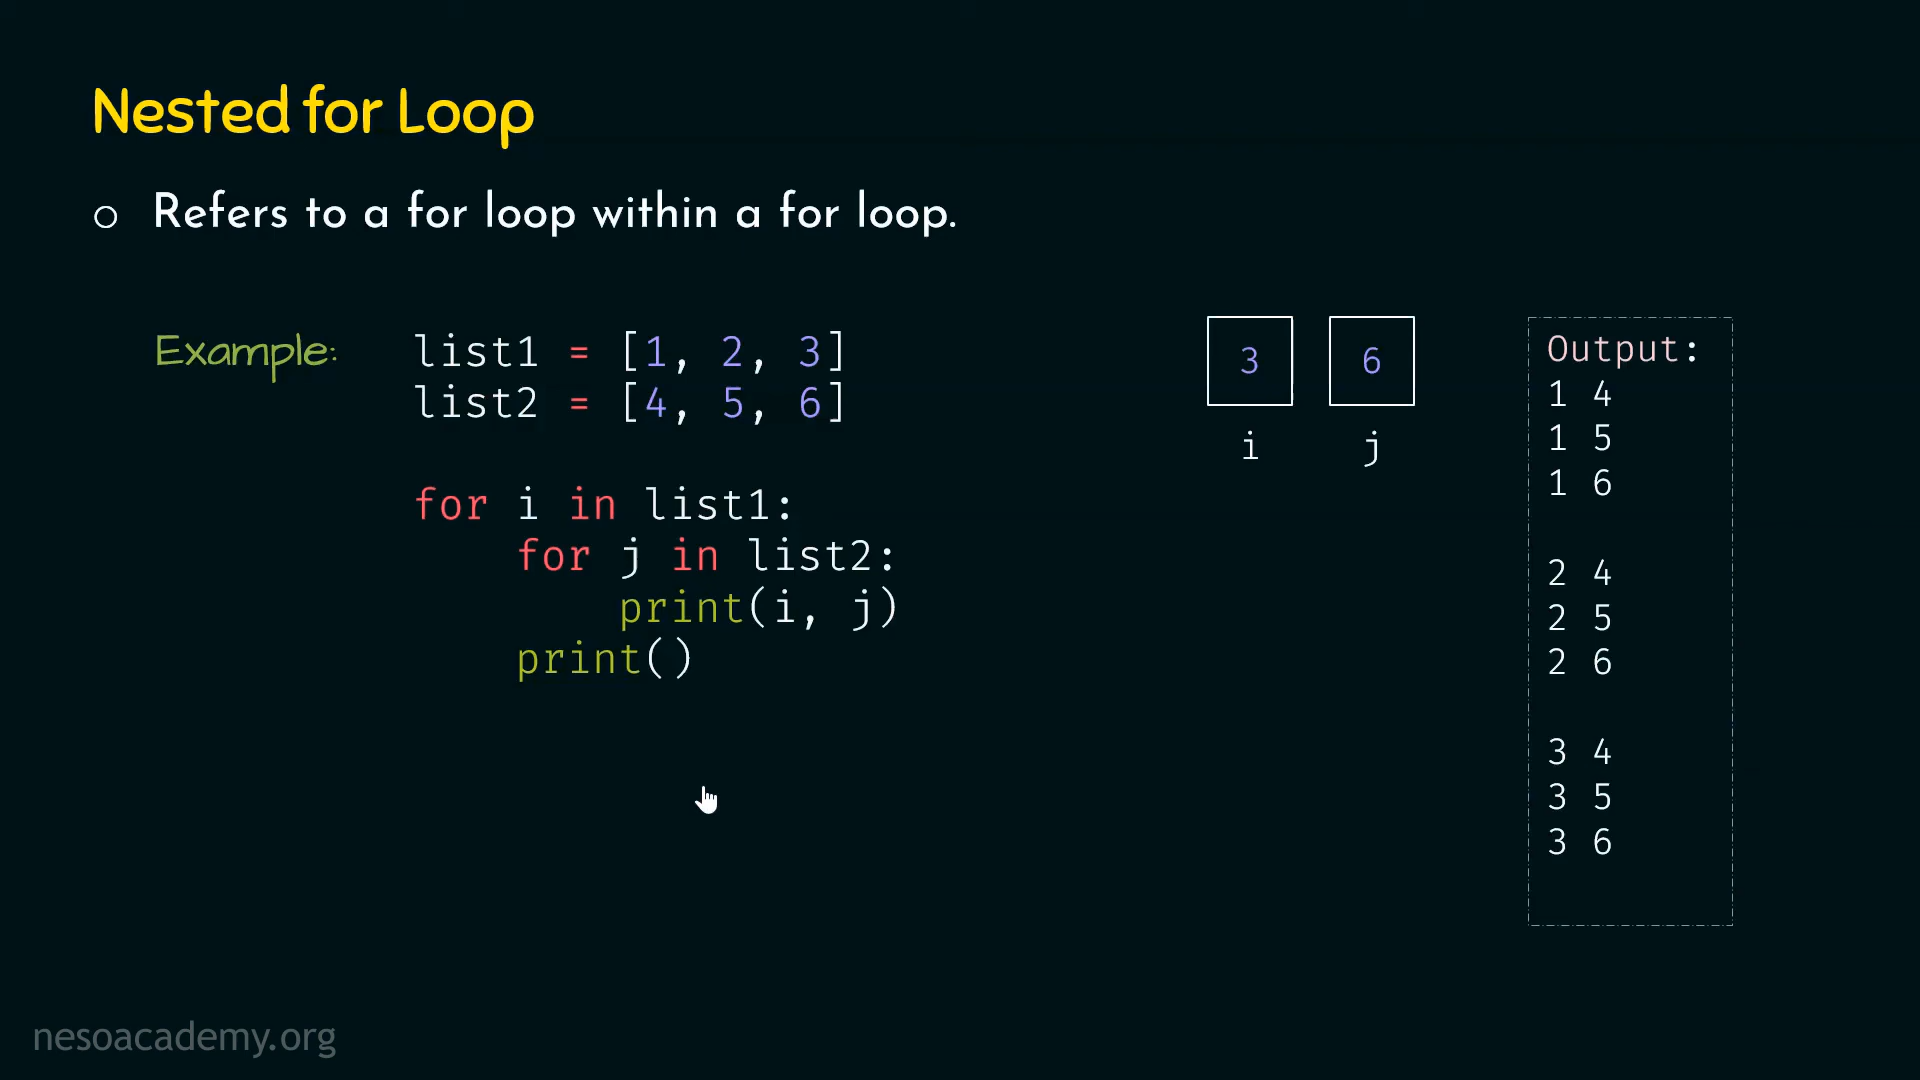 Nested for Loop
○ Refers to a for loop within a for loop.
Example:
list1 = [1, 2, 3]
list2 = [4, 5, 6]
for i in list1:
    for j in list2:
        print(i, j)
    print()
3 6
i j
Output:
1 4
1 5
1 6
2 4
2 5
2 6
3 4
3 5
3 6
nesoacademy.org